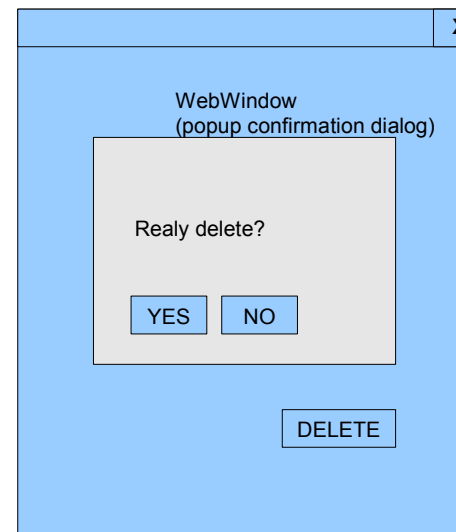 X
WebWindow
(popup confirmation dialog)
Realy delete?
YES NO
DELETE